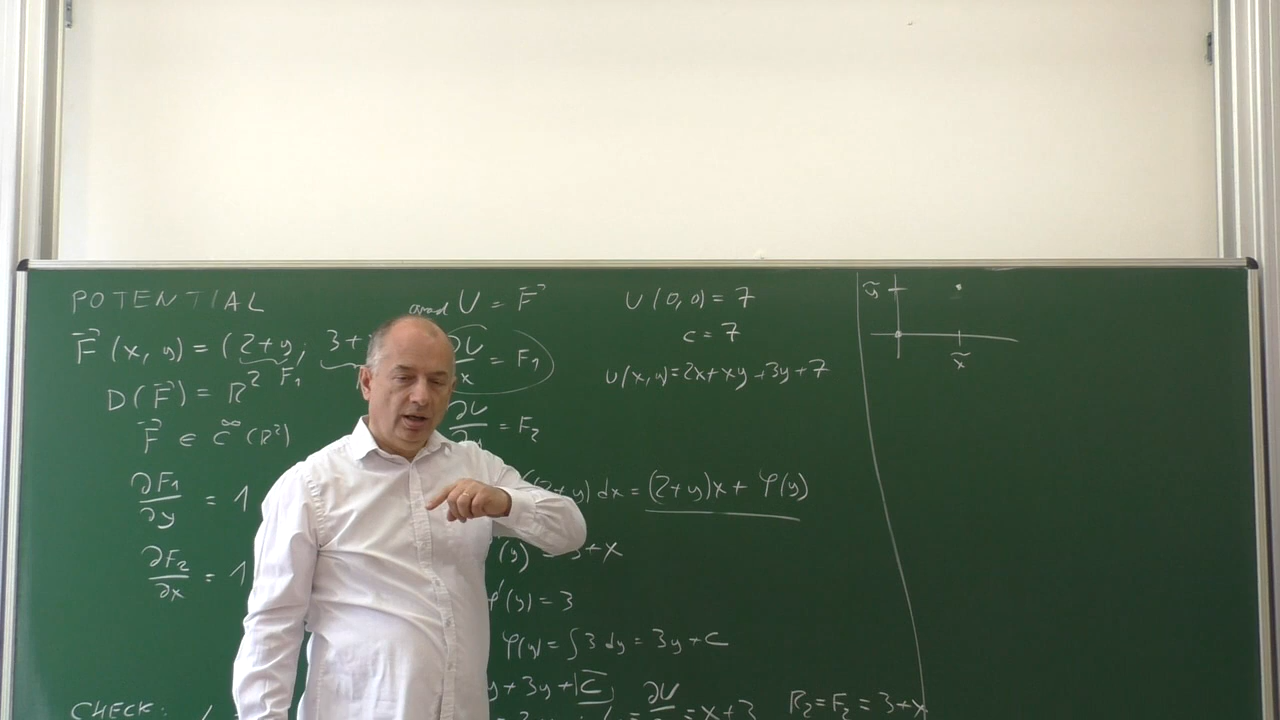 POTENTIAL
F⃗(x, y) = (2+y; 3+
F₁
D(F⃗) = R²
F⃗ ∈ C^∞(R²)
∂F₁/∂y = 1
∂F₂/∂x = 1
CHECK:
grad U = F⃗
∂U/∂x = F₁
∂U/∂y = F₂
(2+y) dx = (2+y)x + φ(y)
(y) = 3+x
φ'(y) = 3
φ(y) = ∫3 dy = 3y + C
y + 3y + C
∂U/ = x+3 R₂ = F₂ = 3+x
U(0,0) = 7
c = 7
U(x,y) = 2x + xy + 3y + 7
ỹ
x̃